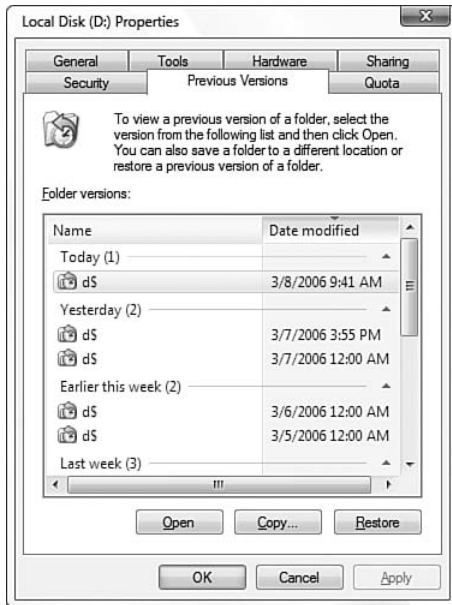 Local Disk (D:) Properties
x
General Tools Hardware Sharing
Security Previous Versions Quota
To view a previous version of a folder, select the
version from the following list and then click Open.
You can also save a folder to a different location or
restore a previous version of a folder.
Folder versions:
Name Date modified
Today (1)
d$ 3/8/2006 9:41 AM
Yesterday (2)
d$ 3/7/2006 3:55 PM
d$ 3/7/2006 12:00 AM
Earlier this week (2)
d$ 3/6/2006 12:00 AM
d$ 3/5/2006 12:00 AM
Last week (3)
Open Copy... Restore
OK Cancel Apply